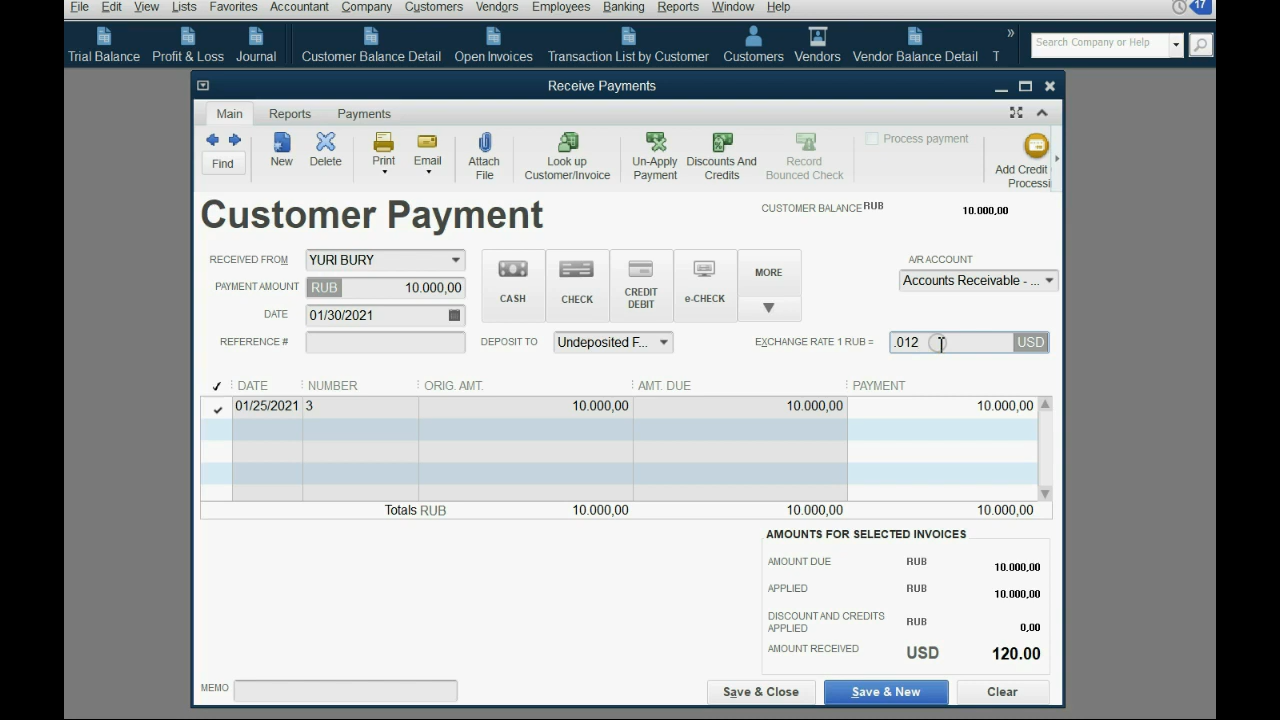 File Edit View Lists Favorites Accountant Company Customers Vendors Employees Banking Reports Window Help
17
Trial Balance Profit & Loss Journal Customer Balance Detail Open Invoices Transaction List by Customer Customers Vendors Vendor Balance Detail T
Search Company or Help
Receive Payments
Main Reports Payments
Find New Delete Print Email
Attach
File
Look up
Customer/Invoice
Un-Apply
Payment
Discounts And
Credits
Record
Bounced Check
Process payment
Add Credit
Processi
Customer Payment
CUSTOMER BALANCE RUB 10.000,00
RECEIVED FROM YURI BURY
PAYMENT AMOUNT RUB 10.000,00
DATE 01/30/2021
REFERENCE #
CASH
CHECK
CREDIT
DEBIT
e-CHECK
MORE
A/R ACCOUNT
Accounts Receivable - ...
DEPOSIT TO Undeposited F...
EXCHANGE RATE 1 RUB = .012 USD
DATE NUMBER ORIG. AMT. AMT. DUE PAYMENT
01/25/2021 3 10.000,00 10.000,00 10.000,00
Totals RUB 10.000,00 10.000,00 10.000,00
AMOUNTS FOR SELECTED INVOICES
AMOUNT DUE RUB 10.000,00
APPLIED RUB 10.000,00
DISCOUNT AND CREDITS
APPLIED RUB 0,00
AMOUNT RECEIVED USD 120.00
MEMO
Save & Close Save & New Clear